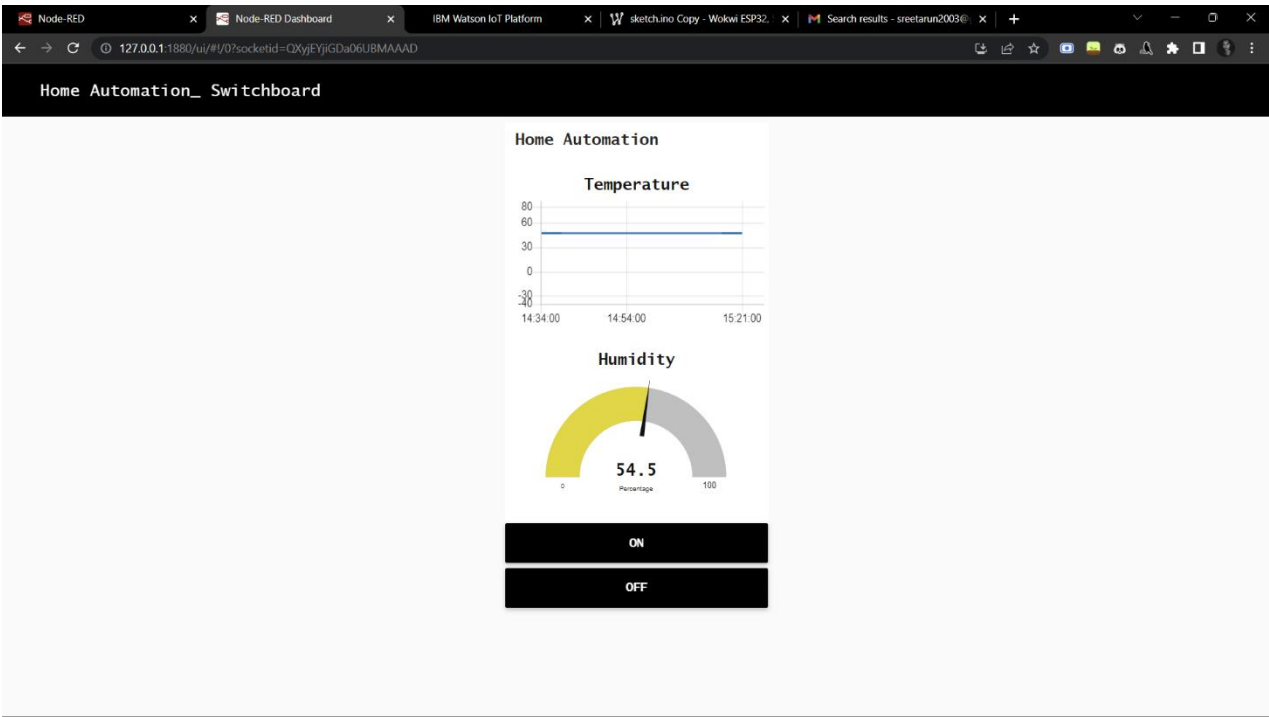 Node-RED
Node-RED Dashboard
IBM Watson IoT Platform
sketch.ino Copy - Wokwi ESP32,
Search results - sreetarun2003@
127.0.0.1:1880/ui/#!/0?socketid=QXyjEYjiGDa06UBMAAAD
Home Automation_ Switchboard
Home Automation
Temperature
80
60
30
0
-30
-40
14:34:00 14:54:00 15:21:00
Humidity
54.5
0 Percentage 100
ON
OFF